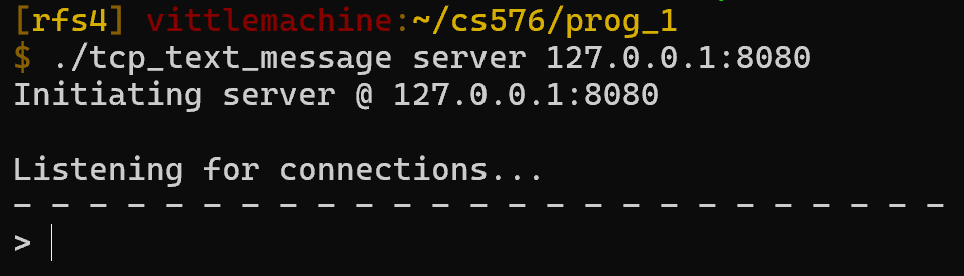 [rfs4] vittlemachine:~/cs576/prog_1
$ ./tcp_text_message server 127.0.0.1:8080
Initiating server @ 127.0.0.1:8080
Listening for connections...
- - - - - - - - - - - - - - - - - - - - - - - - -
>